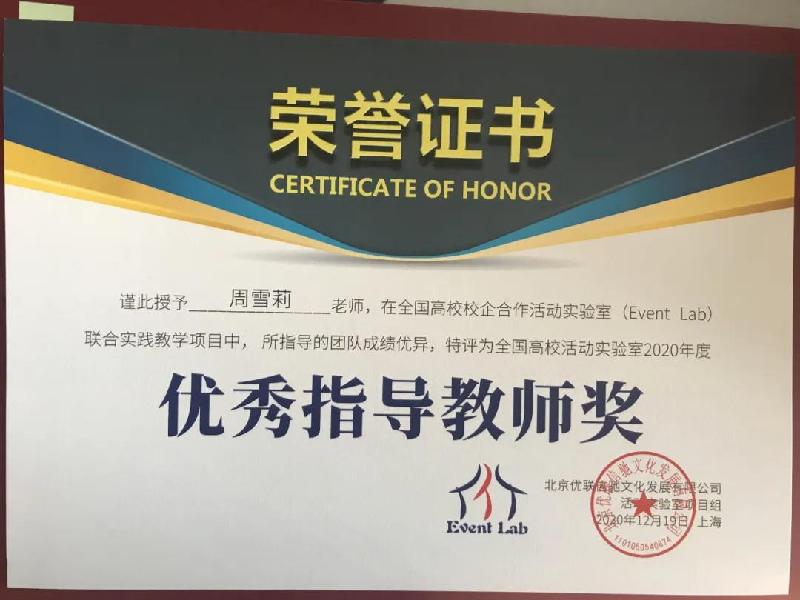 荣誉证书
CERTIFICATE OF HONOR
谨此授予 周雪莉 老师，在全国高校校企合作活动实验室（Event Lab）
联合实践教学项目中，所指导的团队成绩优异，特评为全国高校活动实验室2020年度
优秀指导教师奖
Event Lab
北京优联信驰文化发展有限公司
活动实验室项目组
2020年12月19日 上海